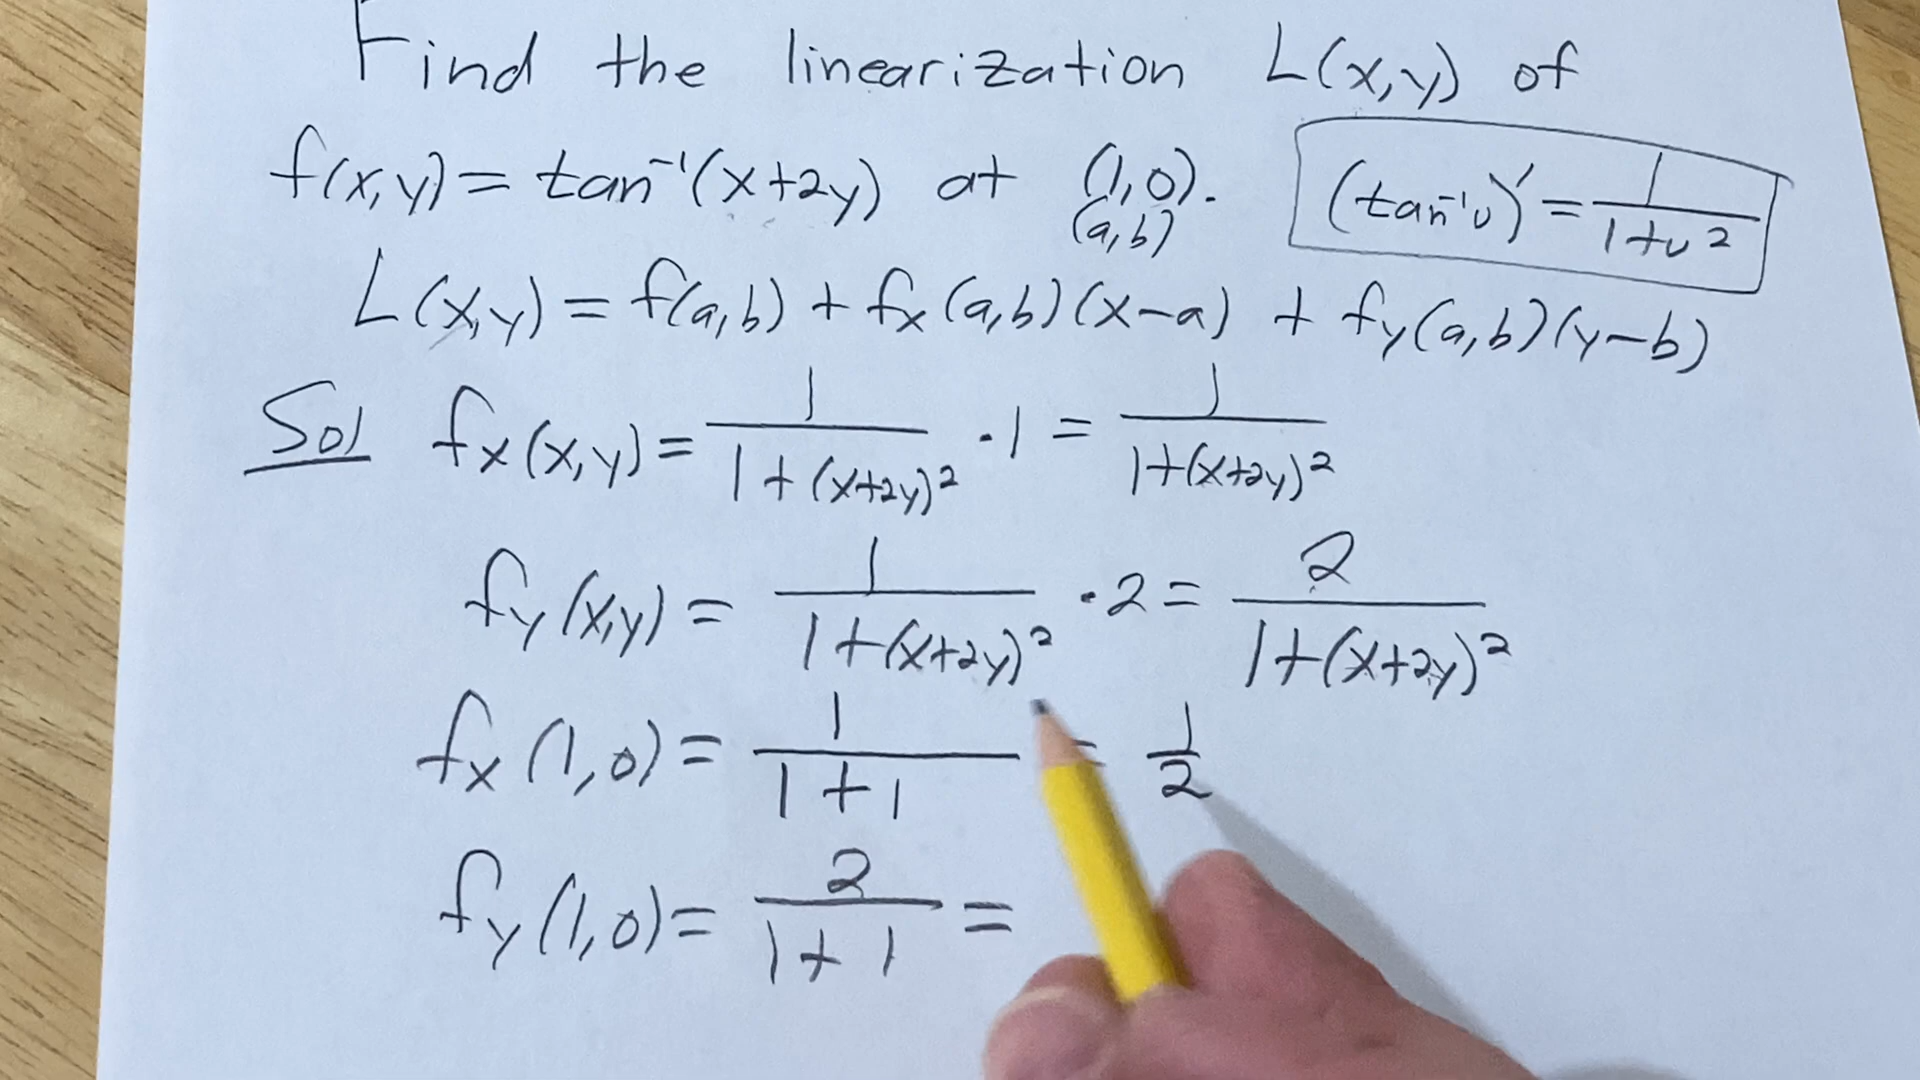 Find the linearization L(x,y) of
f(x,y) = tan⁻¹(x+2y) at (1,0).
(a,b)
(tan⁻¹u)' = 1/(1+u²)
L(x,y) = f(a,b) + fx(a,b)(x-a) + fy(a,b)(y-b)
Sol fx(x,y) = 1/(1+(x+2y)²) · 1 = 1/(1+(x+2y)²)
fy(x,y) = 1/(1+(x+2y)²) · 2 = 2/(1+(x+2y)²)
fx(1,0) = 1/(1+1) = 1/2
fy(1,0) = 2/(1+1) =